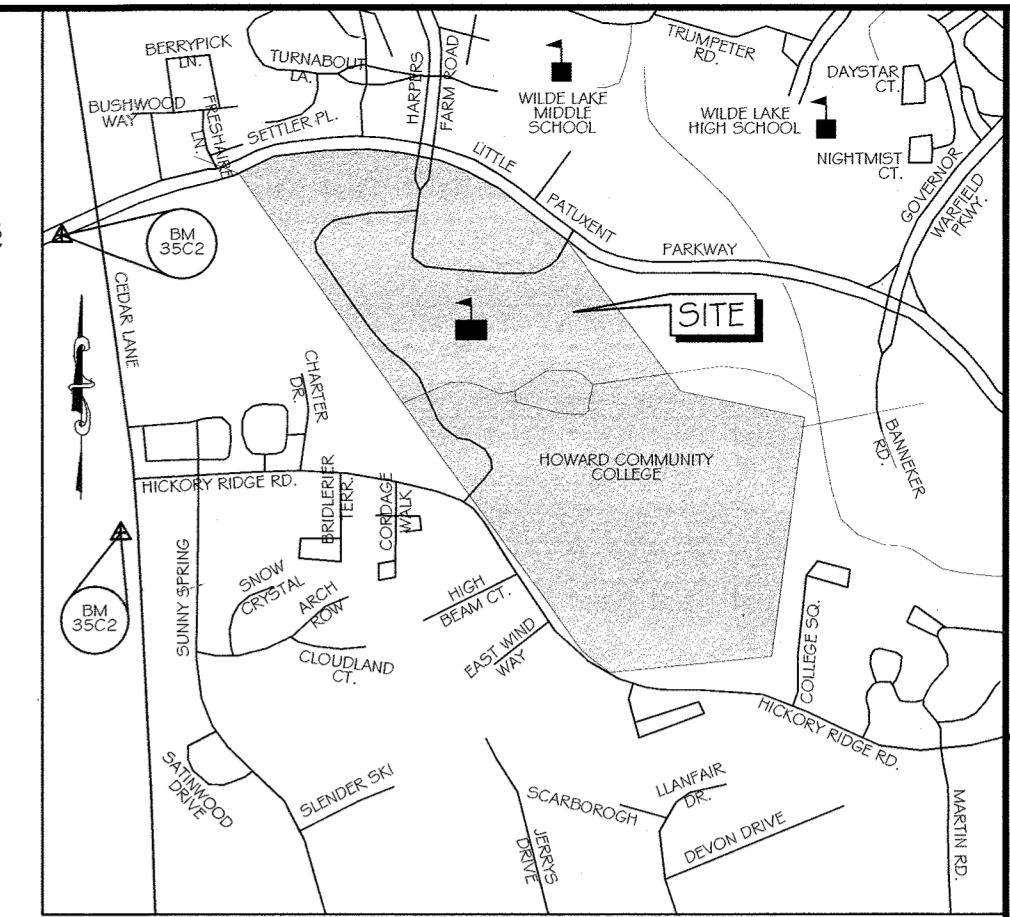 BERRYPICK
LN.
TURNABOUT
LA.
HARPERS
FARM ROAD
TRUMPETER
RD.
DAYSTAR
CT.
BUSHWOOD
WAY
FRESHAIRE
LN.
SETTLER PL.
WILDE LAKE
MIDDLE
SCHOOL
WILDE LAKE
HIGH SCHOOL
NIGHTMIST
CT.
LITTLE
PATUXENT
PARKWAY
GOVERNOR
WARFIELD
PKWY.
BM
35C2
CEDAR LANE
SITE
CHARTER
DR.
HOWARD COMMUNITY
COLLEGE
BANNEKER
RD.
HICKORY RIDGE RD.
BRIDLERIER
TERR.
CORDAGE
WALK
BM
35C2
SUNNY SPRING
SNOW
CRYSTAL
ARCH
ROW
CLOUDLAND
CT.
HIGH
BEAM CT.
EAST WIND
WAY
COLLEGE SQ.
HICKORY RIDGE RD.
SATINWOOD
DRIVE
SLENDER SKI
SCARBOROGH
LLANFAIR
DR.
JERRYS
DRIVE
DEVON DRIVE
MARTIN RD.